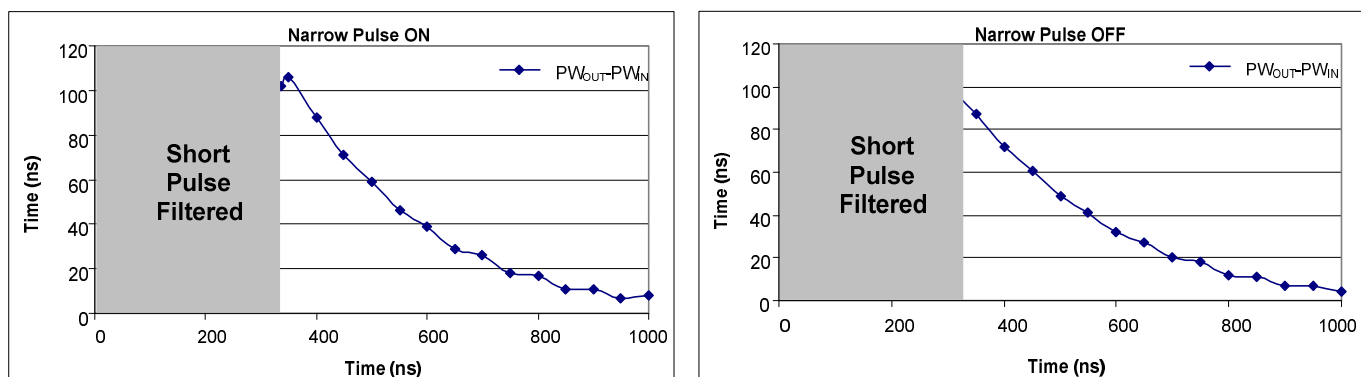 Narrow Pulse ON
PWOUT-PWIN
120
100
80
60
40
20
0
Time (ns)
Short
Pulse
Filtered
0 200 400 600 800 1000
Time (ns)
Narrow Pulse OFF
PWOUT-PWIN
120
100
80
60
40
20
0
Time (ns)
Short
Pulse
Filtered
0 200 400 600 800 1000
Time (ns)